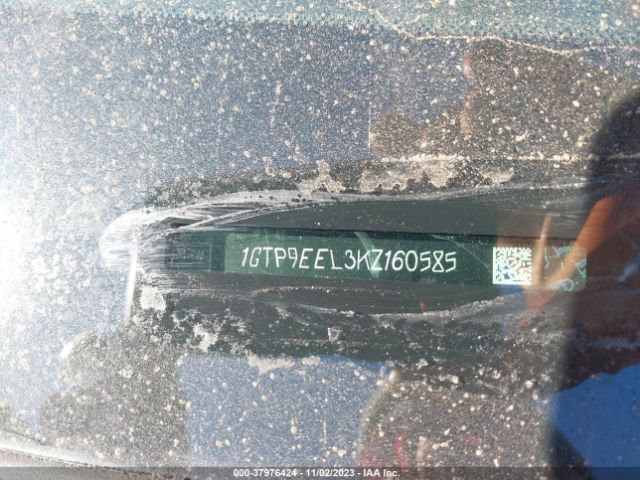 1GTP9EEL3KZ160585
000-37976424 - 11/02/2023 - IAA Inc.